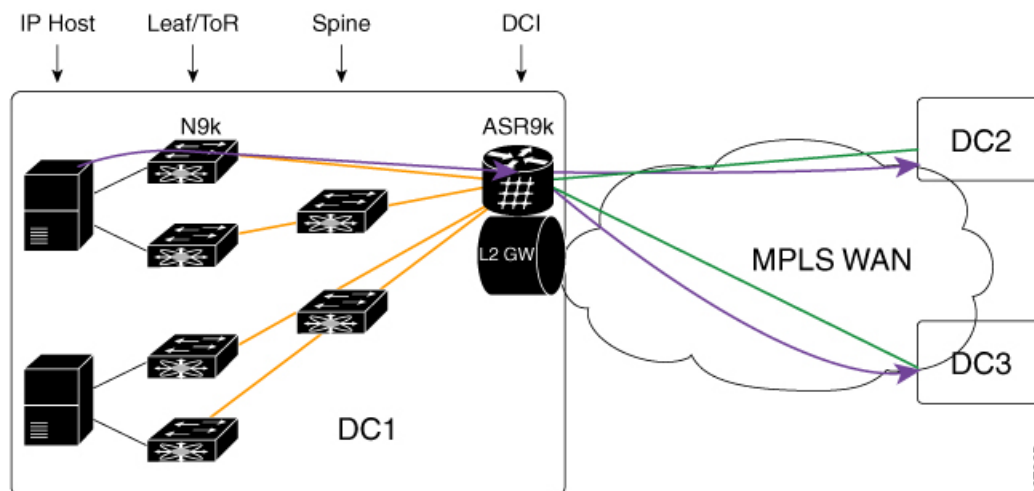 IP Host
Leaf/ToR
Spine
DCI
N9k
ASR9k
DC2
L2 GW
MPLS WAN
DC3
DC1